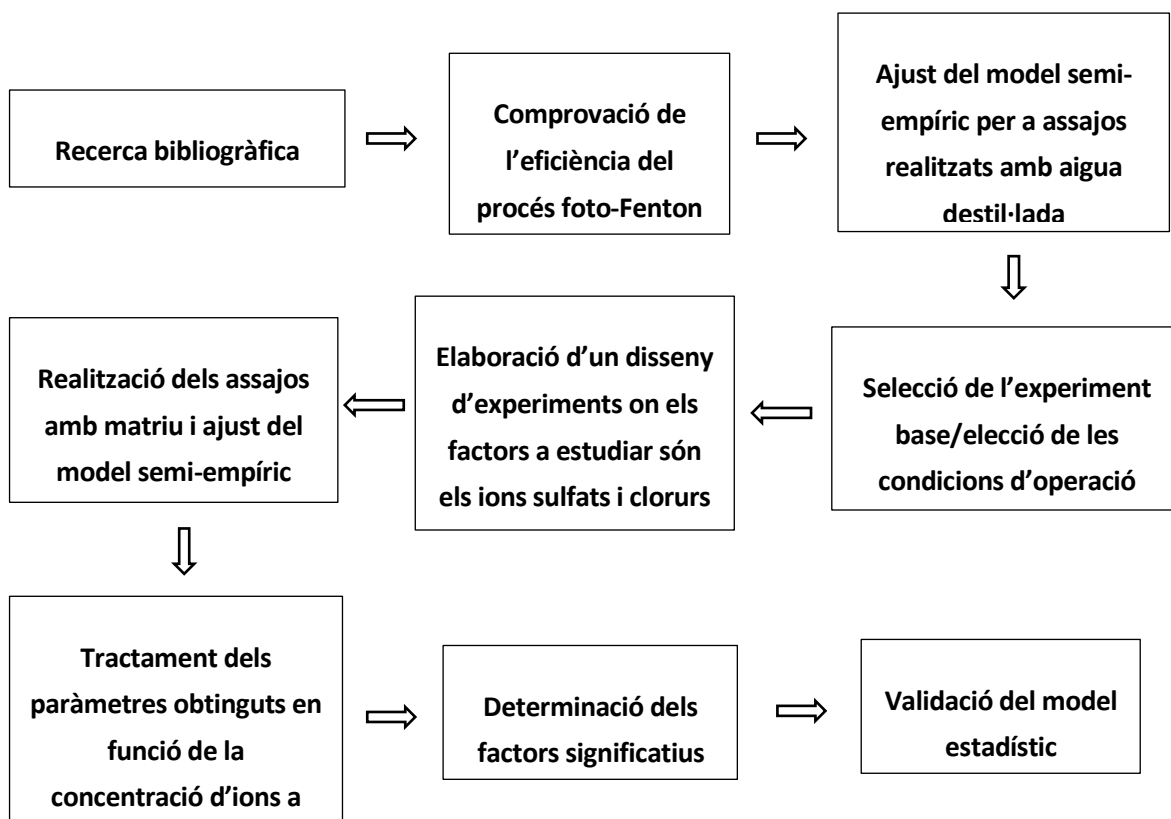 Recerca bibliogràfica
Comprovació de
l’eficiència del
procés foto-Fenton
Ajust del model semi-
empíric per a assajos
realitzats amb aigua
destil·lada
Selecció de l’experiment
base/elecció de les
condicions d’operació
Elaboració d’un disseny
d’experiments on els
factors a estudiar són
els ions sulfats i clorurs
Realització dels assajos
amb matriu i ajust del
model semi-empíric
Tractament dels
paràmetres obtinguts en
funció de la
concentració d’ions a
Determinació dels
factors significatius
Validació del model
estadístic